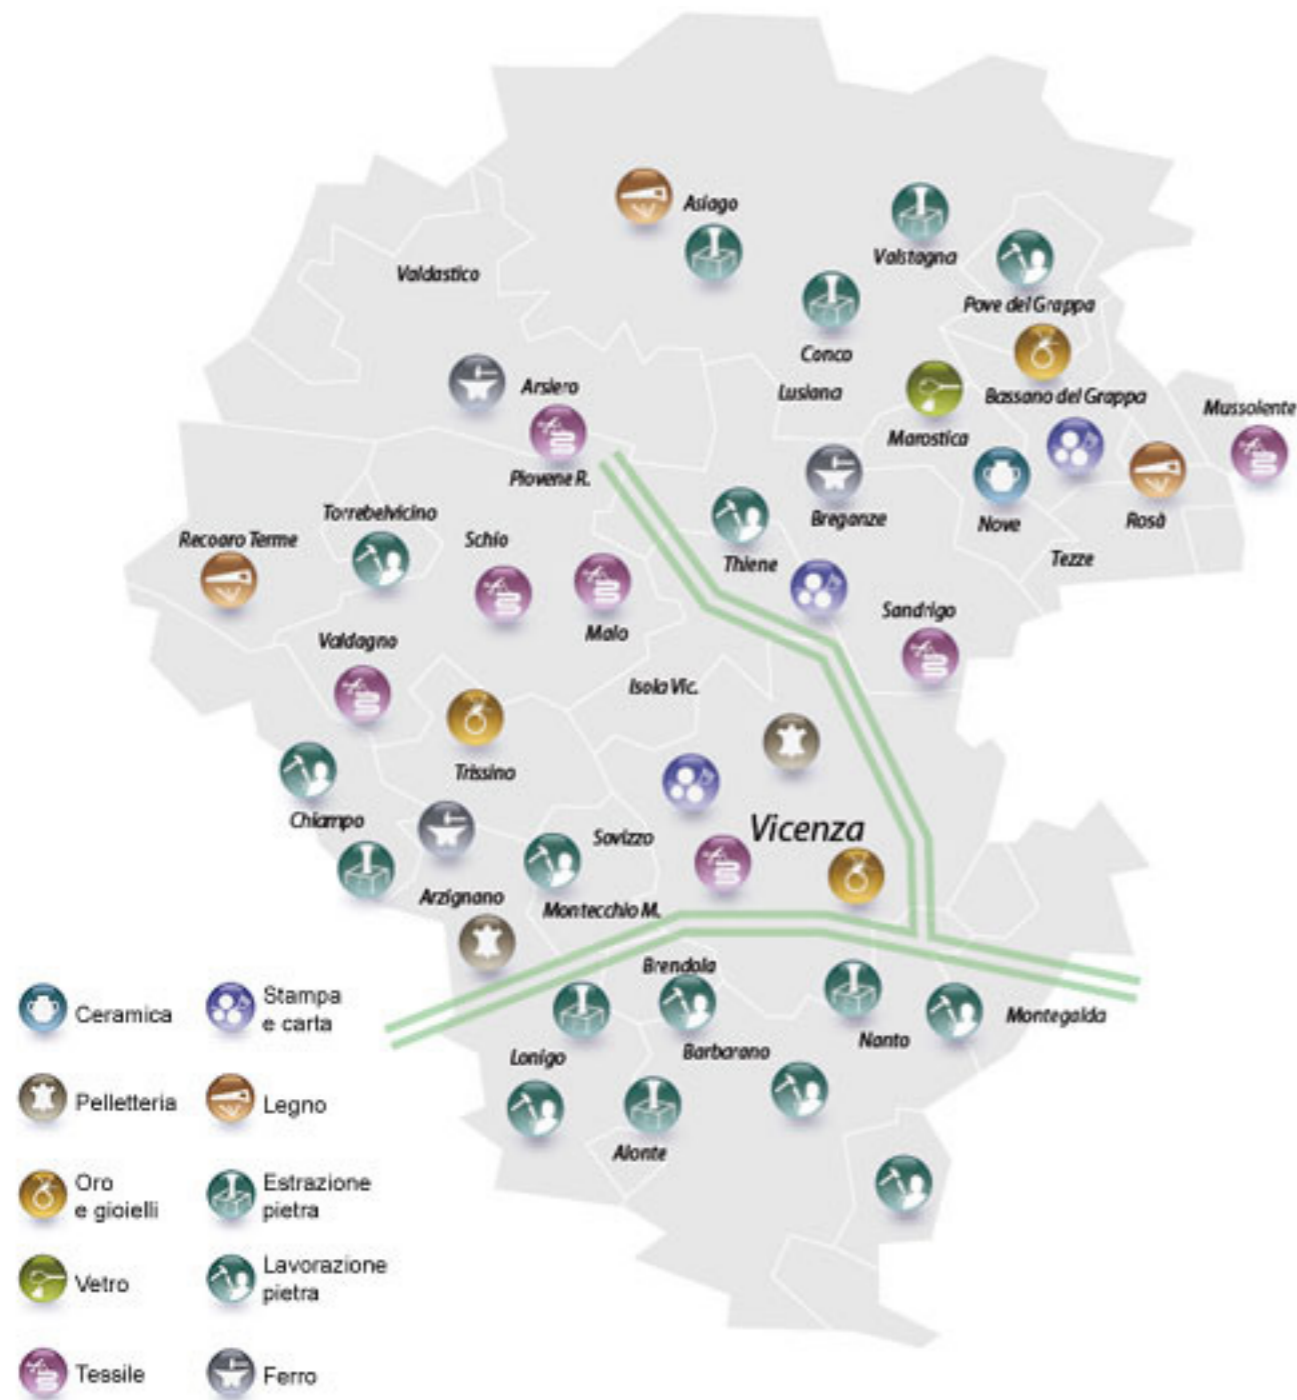 Asiago
Valstagna
Valdastico
Pove del Grappa
Conco
Arsiero
Lusiana
Bassano del Grappa
Mussolente
Marostica
Piovene R.
Torrebelvicino
Breganze
Nove
Rosà
Recoaro Terme
Schio
Thiene
Tezze
Sandrigo
Valdagno
Malo
Isola Vic.
Trissino
Chiampo
Sovizzo
Vicenza
Arzignano
Montecchio M.
Brendola
Montegalda
Lonigo
Barbarano
Nanto
Alonte
Ceramica
Stampa
e carta
Pelletteria
Legno
Oro
e gioielli
Estrazione
pietra
Vetro
Lavorazione
pietra
Tessile
Ferro